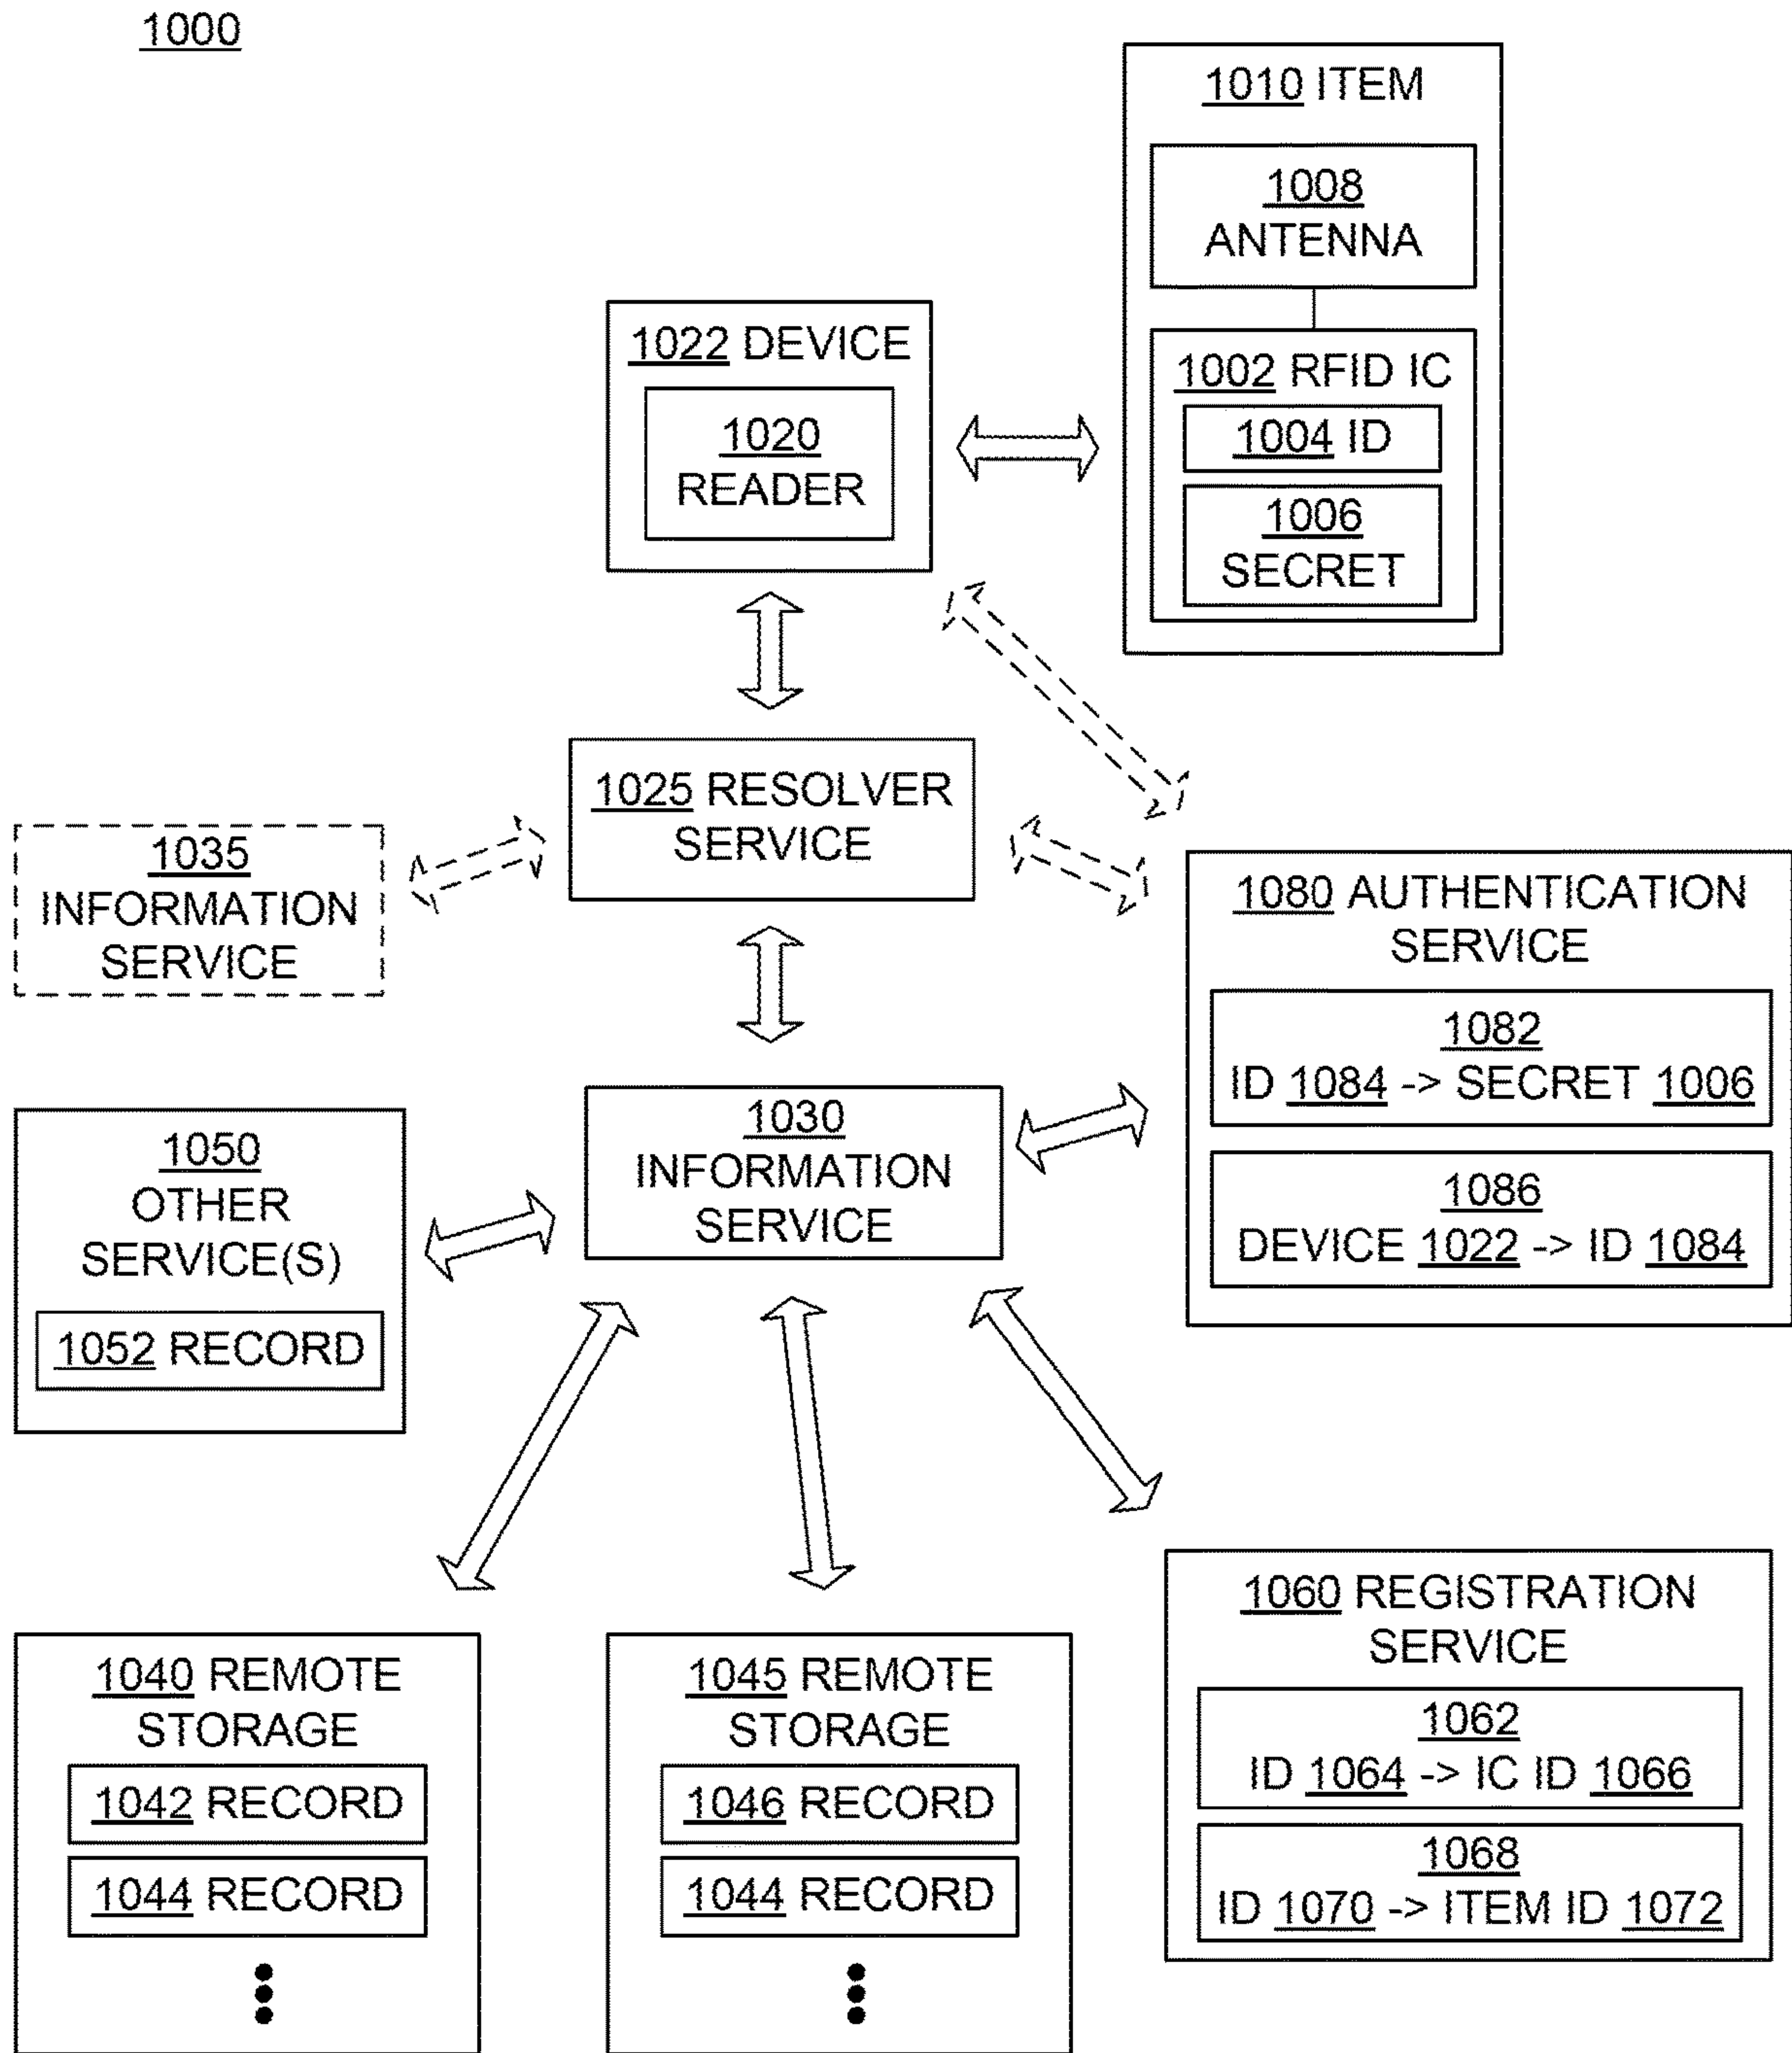 1000
1010 ITEM
1008
ANTENNA
1002 RFID IC
1004 ID
1006
SECRET
1022 DEVICE
1020
READER
1025 RESOLVER
SERVICE
1035
INFORMATION
SERVICE
1080 AUTHENTICATION
SERVICE
1082
ID 1084 -> SECRET 1006
1086
DEVICE 1022 -> ID 1084
1030
INFORMATION
SERVICE
1050
OTHER
SERVICE(S)
1052 RECORD
1040 REMOTE
STORAGE
1042 RECORD
1044 RECORD
1045 REMOTE
STORAGE
1046 RECORD
1044 RECORD
1060 REGISTRATION
SERVICE
1062
ID 1064 -> IC ID 1066
1068
ID 1070 -> ITEM ID 1072